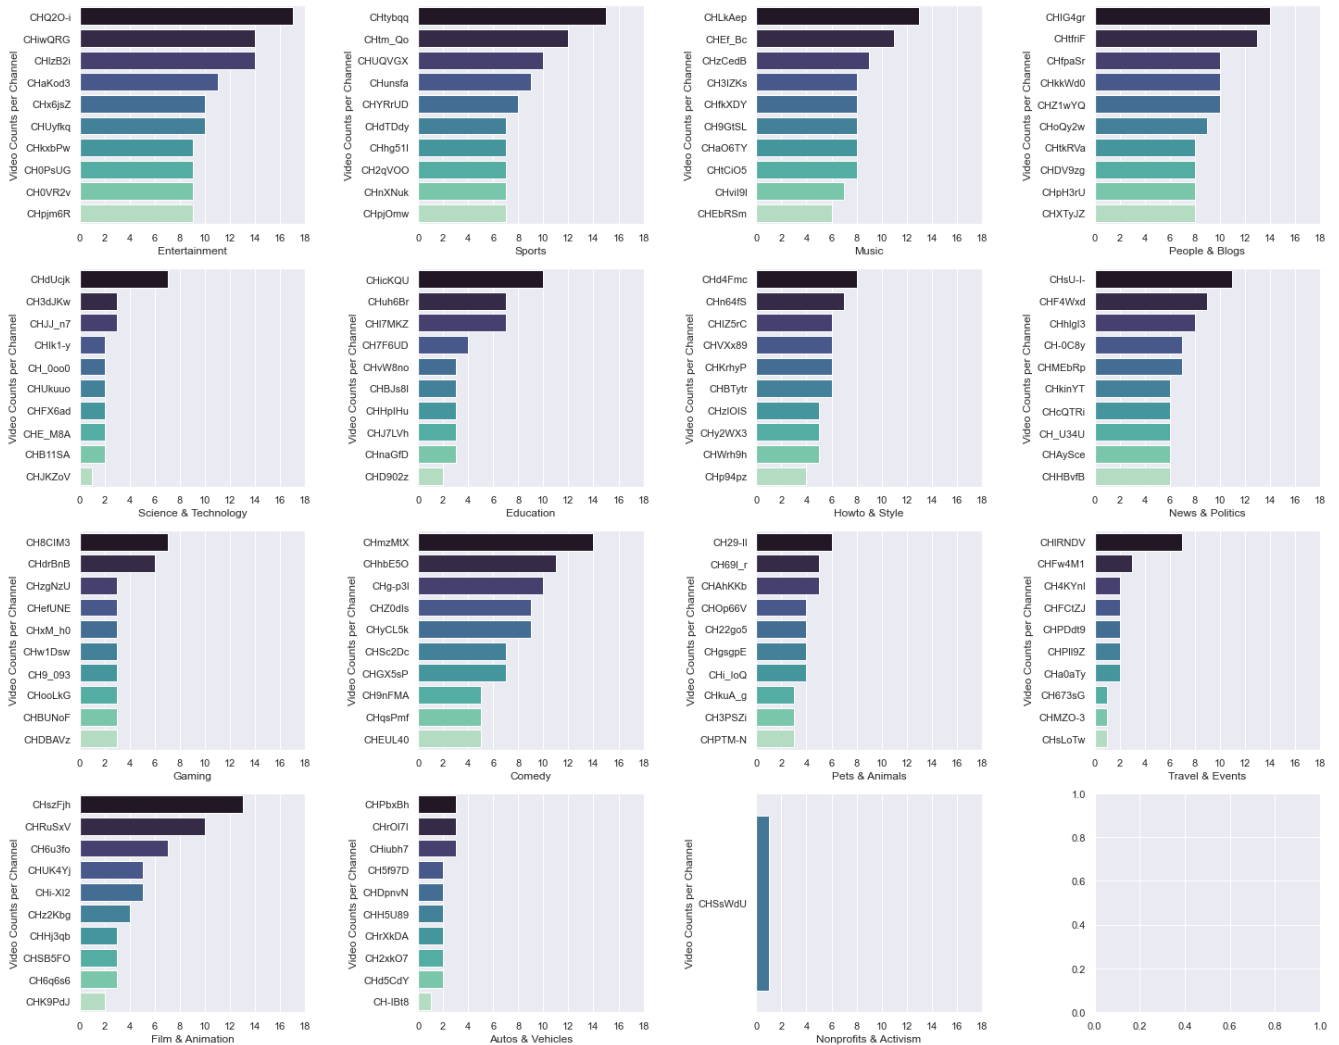 Video Counts per Channel
CHQ2O-i
CHiwQRG
CHIzB2i
CHaKod3
CHx6jsZ
CHUyfkq
CHkxbPw
CH0PsUG
CH0VR2v
CHpjm6R
0 2 4 6 8 10 12 14 16 18
Entertainment
Video Counts per Channel
CHtybqq
CHtm_Qo
CHUQVGX
CHunsfa
CHYRrUD
CHdTDdy
CHhg51I
CH2qVOO
CHnXNuk
CHpjOmw
0 2 4 6 8 10 12 14 16 18
Sports
Video Counts per Channel
CHLkAep
CHEf_Bc
CHzCedB
CH3IZKs
CHfkXDY
CH9GtSL
CHaO6TY
CHtCiO5
CHviI9I
CHEbRSm
0 2 4 6 8 10 12 14 16 18
Music
Video Counts per Channel
CHIG4gr
CHtfriF
CHfpaSr
CHkkWd0
CHZ1wYQ
CHoQy2w
CHtkRVa
CHDV9zg
CHpH3rU
CHXTyJZ
0 2 4 6 8 10 12 14 16 18
People & Blogs
Video Counts per Channel
CHdUcjk
CH3dJKw
CHJJ_n7
CHIk1-y
CH_0oo0
CHUkuuo
CHFX6ad
CHE_M8A
CHB11SA
CHJKZoV
0 2 4 6 8 10 12 14 16 18
Science & Technology
Video Counts per Channel
CHicKQU
CHuh6Br
CHI7MKZ
CH7F6UD
CHvW8no
CHBJs8I
CHHpIHu
CHJ7LVh
CHnaGfD
CHD902z
0 2 4 6 8 10 12 14 16 18
Education
Video Counts per Channel
CHd4Fmc
CHn64fS
CHIZ5rC
CHVXx89
CHKrhyP
CHBTytr
CHzIOIS
CHy2WX3
CHWrh9h
CHp94pz
0 2 4 6 8 10 12 14 16 18
Howto & Style
Video Counts per Channel
CHsU-I-
CHF4Wxd
CHhIgI3
CH-0C8y
CHMEbRp
CHkinYT
CHcQTRi
CH_U34U
CHAySce
CHHBvfB
0 2 4 6 8 10 12 14 16 18
News & Politics
Video Counts per Channel
CH8CIM3
CHdrBnB
CHzgNzU
CHefUNE
CHxM_h0
CHw1Dsw
CH9_093
CHooLkG
CHBUNoF
CHDBAVz
0 2 4 6 8 10 12 14 16 18
Gaming
Video Counts per Channel
CHmzMtX
CHhbE5O
CHg-p3I
CHZ0dIs
CHyCL5k
CHSc2Dc
CHGX5sP
CH9nFMA
CHqsPmf
CHEUL40
0 2 4 6 8 10 12 14 16 18
Comedy
Video Counts per Channel
CH29-II
CH69I_r
CHAhKKb
CHOp66V
CH22go5
CHgsgpE
CHi_IoQ
CHkuA_g
CH3PSZi
CHPTM-N
0 2 4 6 8 10 12 14 16 18
Pets & Animals
Video Counts per Channel
CHIRNDV
CHFw4M1
CH4KYnI
CHFCtZJ
CHPDdt9
CHPII9Z
CHa0aTy
CH673sG
CHMZO-3
CHsLoTw
0 2 4 6 8 10 12 14 16 18
Travel & Events
Video Counts per Channel
CHszFjh
CHRuSxV
CH6u3fo
CHUK4Yj
CHi-XI2
CHz2Kbg
CHHj3qb
CHSB5FO
CH6q6s6
CHK9PdJ
0 2 4 6 8 10 12 14 16 18
Film & Animation
Video Counts per Channel
CHPbxBh
CHrOI7I
CHiubh7
CH5f97D
CHDpnvN
CHH5U89
CHrXkDA
CH2xkO7
CHd5CdY
CH-IBt8
0 2 4 6 8 10 12 14 16 18
Autos & Vehicles
Video Counts per Channel
CHSsWdU
0 2 4 6 8 10 12 14 16 18
Nonprofits & Activism
1.0
0.8
0.6
0.4
0.2
0.0
0.0 0.2 0.4 0.6 0.8 1.0